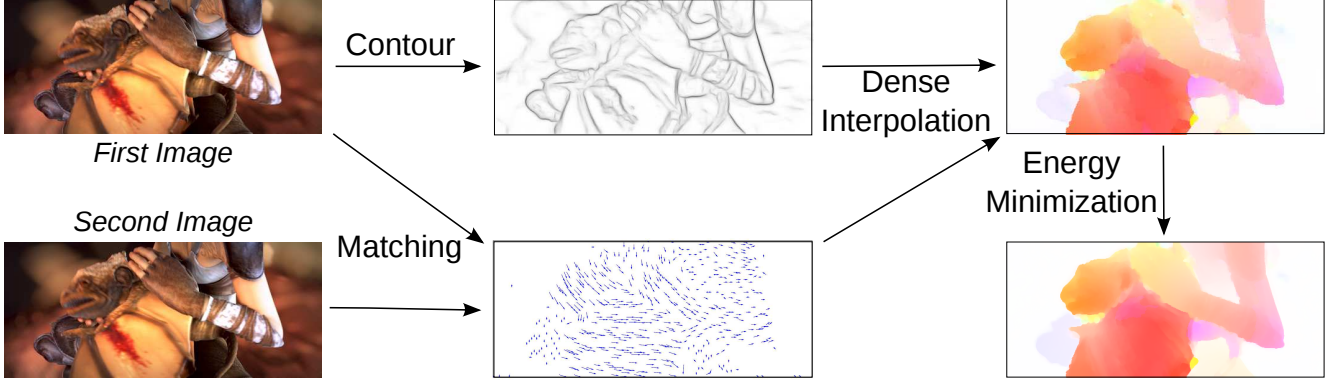 Contour
Dense
Interpolation
First Image
Energy
Minimization
Second Image
Matching